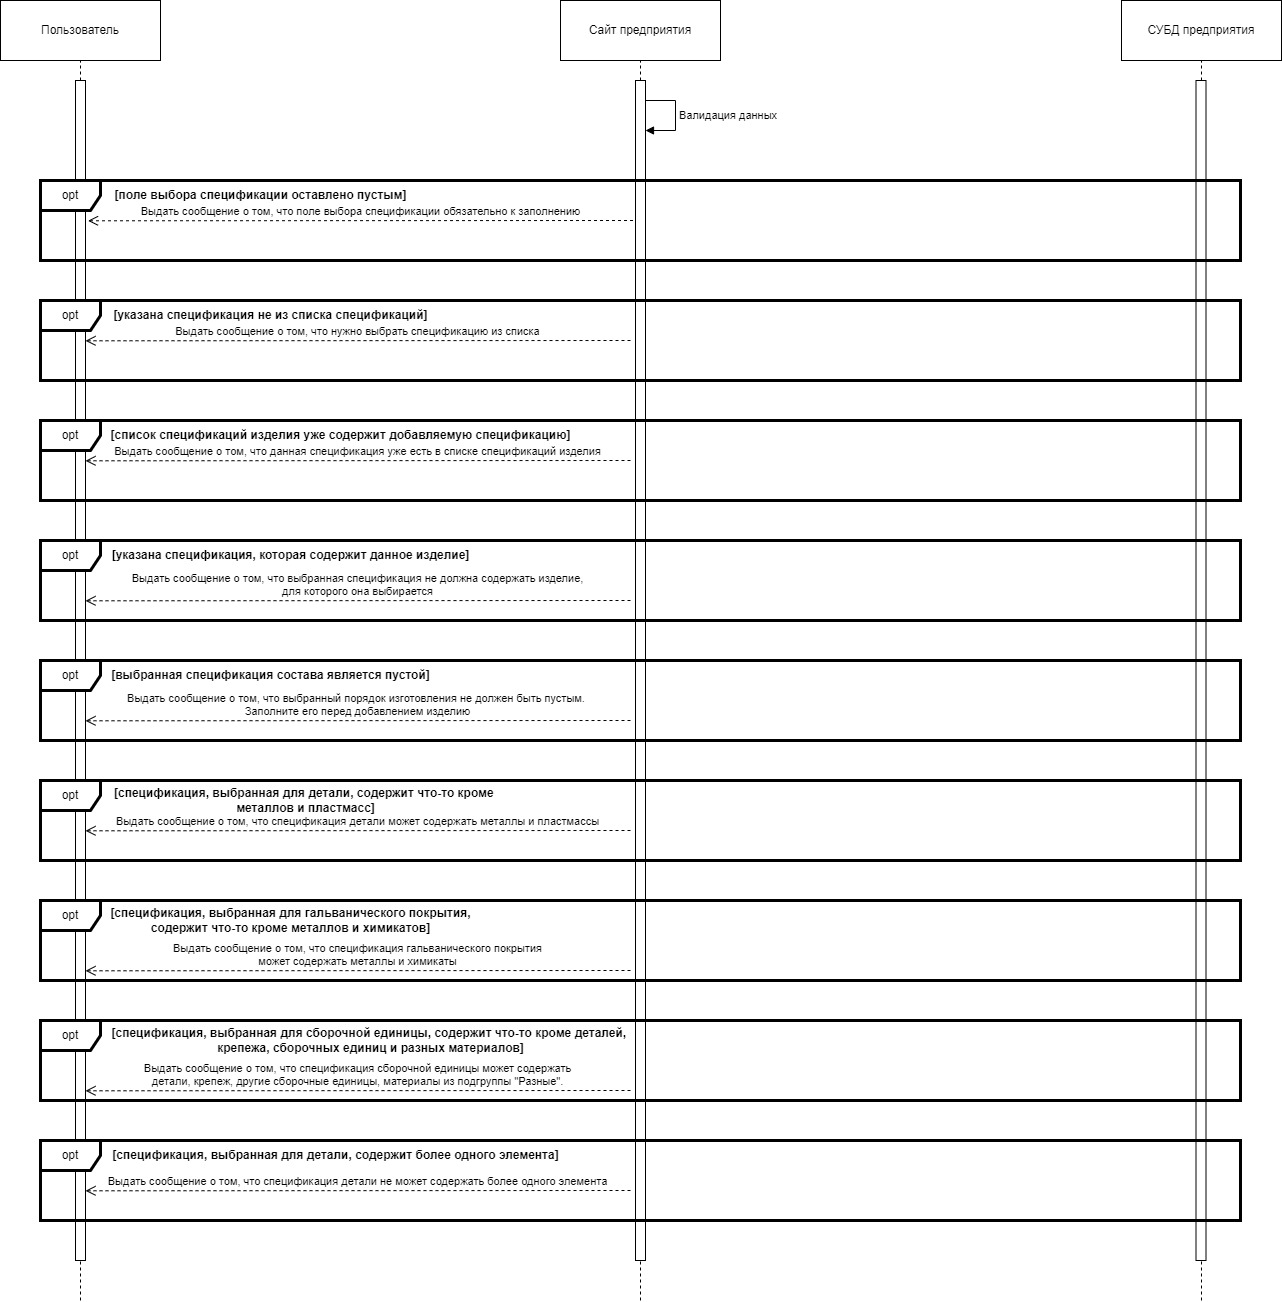 Пользователь
Сайт предприятия
СУБД предприятия
Валидация данных
opt
[поле выбора спецификации оставлено пустым]
Выдать сообщение о том, что поле выбора спецификации обязательно к заполнению
opt
[указана спецификация не из списка спецификаций]
Выдать сообщение о том, что нужно выбрать спецификацию из списка
opt
[список спецификаций изделия уже содержит добавляемую спецификацию]
Выдать сообщение о том, что данная спецификация уже есть в списке спецификаций изделия
opt
[указана спецификация, которая содержит данное изделие]
Выдать сообщение о том, что выбранная спецификация не должна содержать изделие,
для которого она выбирается
opt
[выбранная спецификация состава является пустой]
Выдать сообщение о том, что выбранный порядок изготовления не должен быть пустым.
Заполните его перед добавлением изделию
opt
[спецификация, выбранная для детали, содержит что-то кроме
металлов и пластмасс]
Выдать сообщение о том, что спецификация детали может содержать металлы и пластмассы
opt
[спецификация, выбранная для гальванического покрытия,
содержит что-то кроме металлов и химикатов]
Выдать сообщение о том, что спецификация гальванического покрытия
может содержать металлы и химикаты
opt
[спецификация, выбранная для сборочной единицы, содержит что-то кроме деталей,
крепежа, сборочных единиц и разных материалов]
Выдать сообщение о том, что спецификация сборочной единицы может содержать
детали, крепеж, другие сборочные единицы, материалы из подгруппы "Разные".
opt
[спецификация, выбранная для детали, содержит более одного элемента]
Выдать сообщение о том, что спецификация детали не может содержать более одного элемента